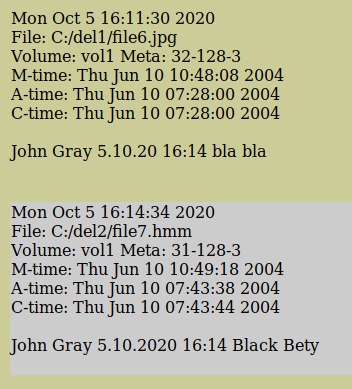 Mon Oct 5 16:11:30 2020
File: C:/del1/file6.jpg
Volume: vol1 Meta: 32-128-3
M-time: Thu Jun 10 10:48:08 2004
A-time: Thu Jun 10 07:28:00 2004
C-time: Thu Jun 10 07:28:00 2004
John Gray 5.10.20 16:14 bla bla
Mon Oct 5 16:14:34 2020
File: C:/del2/file7.hmm
Volume: vol1 Meta: 31-128-3
M-time: Thu Jun 10 10:49:18 2004
A-time: Thu Jun 10 07:43:38 2004
C-time: Thu Jun 10 07:43:44 2004
John Gray 5.10.2020 16:14 Black Bety